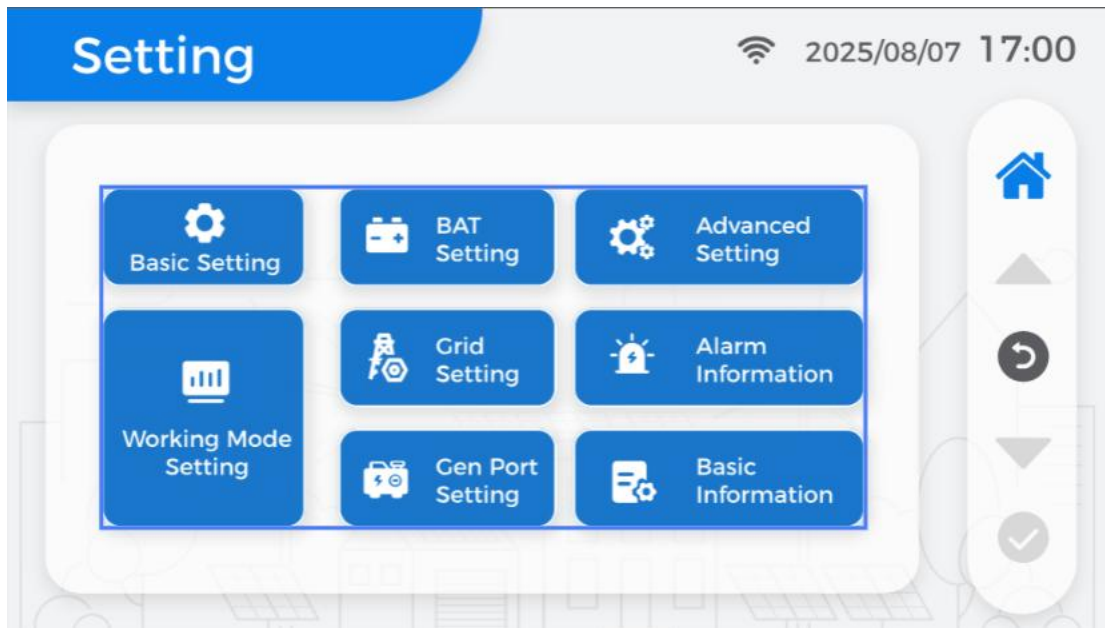 Setting
2025/08/07 17:00
Basic Setting
BAT
Setting
Advanced
Setting
Working Mode
Setting
Grid
Setting
Alarm
Information
Gen Port
Setting
Basic
Information